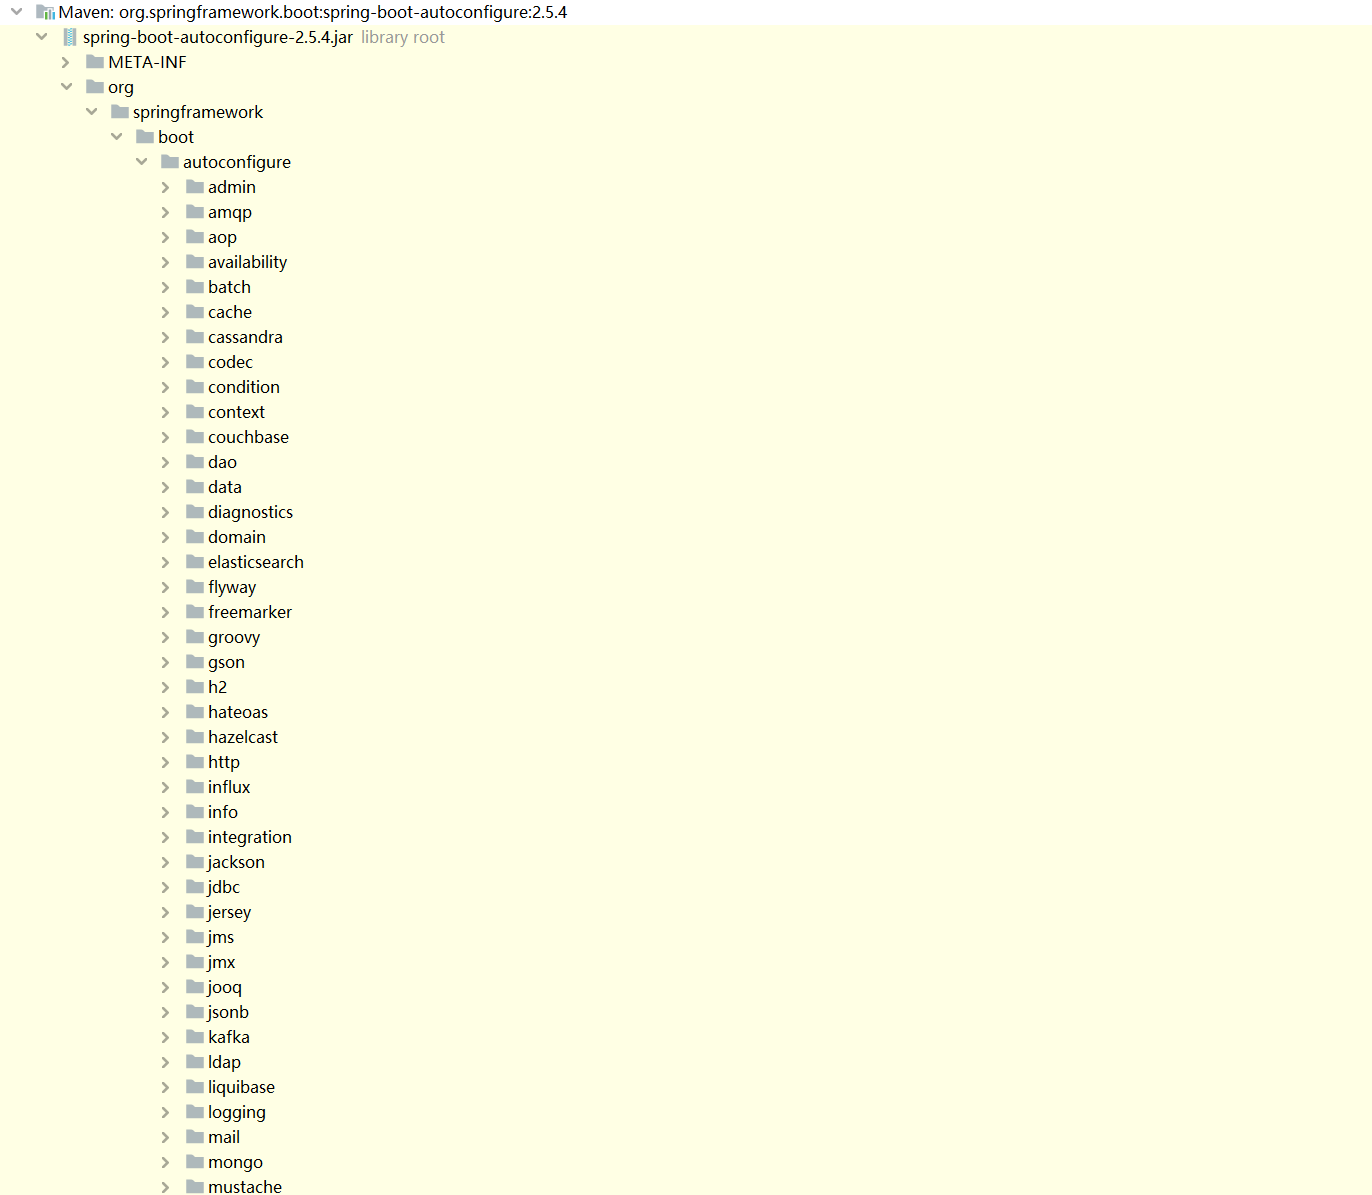 Maven: org.springframework.boot:spring-boot-autoconfigure:2.5.4
spring-boot-autoconfigure-2.5.4.jar library root
META-INF
org
springframework
boot
autoconfigure
admin
amqp
aop
availability
batch
cache
cassandra
codec
condition
context
couchbase
dao
data
diagnostics
domain
elasticsearch
flyway
freemarker
groovy
gson
h2
hateoas
hazelcast
http
influx
info
integration
jackson
jdbc
jersey
jms
jmx
jooq
jsonb
kafka
ldap
liquibase
logging
mail
mongo
mustache